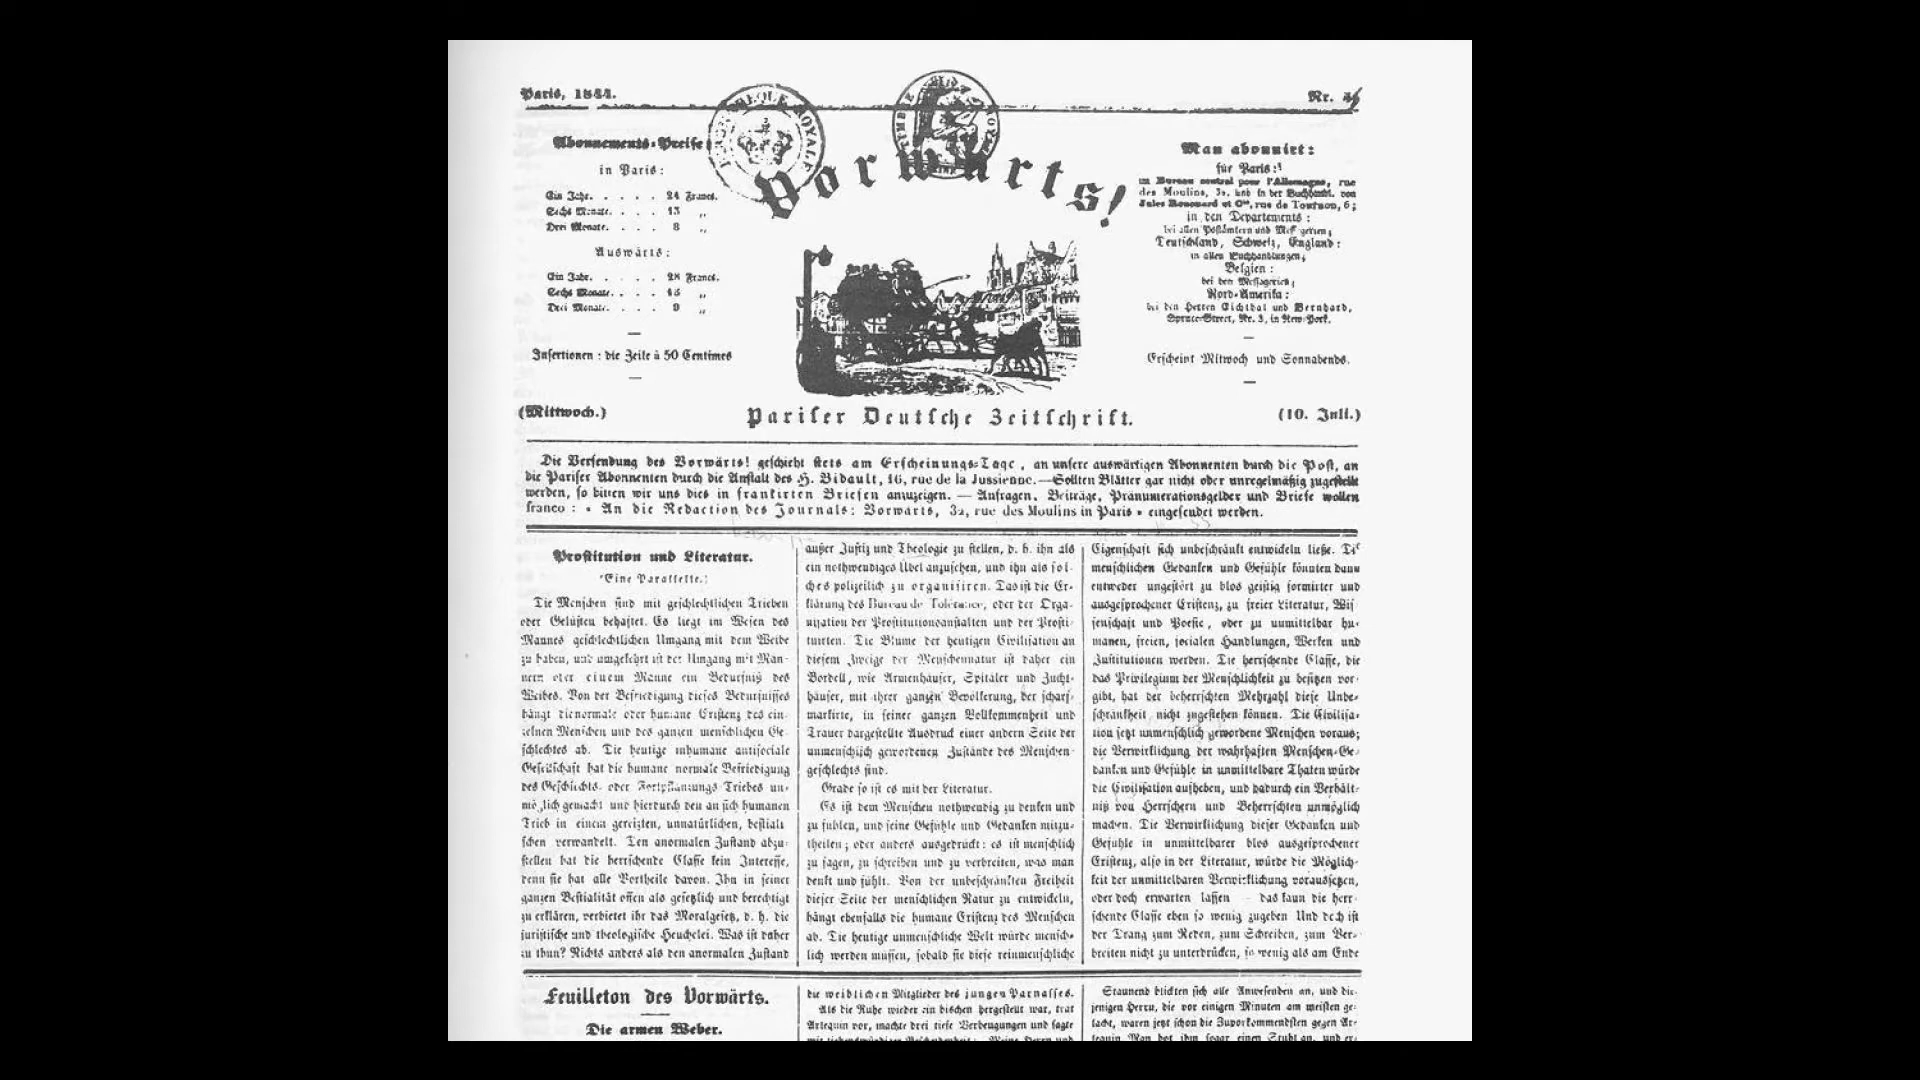 Paris, 1844.
Nr.
Abonnements-Preise
in Paris:
Ein Jahr. . . . . 24 Francs.
Sechs Monate. . . . 13 „
Drei Monate. . . . 8 „
Auswärts:
Ein Jahr. . . . . 28 Francs.
Sechs Monate. . . . 15 „
Drei Monate. . . . 9 „
Insertionen: die Zeile à 50 Centimes
Vorwärts!
Man abonnirt:
für Paris:
im Bureau central pour l'Allemagne, rue
des Moulins, 32, und in der Buchhandl. von
Jules Renouard et Cie, rue de Tournon, 6;
in den Departements:
bei allen Postämtern und Messagerien;
Teutschland, Schweiz, England:
in allen Buchhandlungen;
Belgien:
bei den Messagerien;
Nord-Amerika:
bei den Herren Eichthal und Bernhard,
Spruce-Street, Nr. 3, in New-York.
Erscheint Mittwoch und Sonnabends.
(Mittwoch.)
Pariser Deutsche Zeitschrift.
(10. Juli.)
Die Versendung des Vorwärts! geschieht stets am Erscheinungs-Tage, an unsere auswärtigen Abonnenten durch die Post, an
die Pariser Abonnenten durch die Anstalt des H. Bidault, 16, rue de la Jussienne.—Sollten Blätter gar nicht oder unregelmäßig zugestellt
werden, so bitten wir uns dies in frankirten Briefen anzuzeigen. — Anfragen, Beiträge, Pränumerationsgelder und Briefe wollen
franco: « An die Redaction des Journals: Vorwärts, 32, rue des Moulins in Paris » eingesendet werden.
Prostitution und Literatur.
(Eine Parallele.)
Die Menschen sind mit geschlechtlichen Trieben
oder Gelüsten behaftet. Es liegt im Wesen des
Mannes geschlechtlichen Umgang mit dem Weibe
zu haben, und umgekehrt ist der Umgang mit Män-
nern oder einem Manne ein Bedürfniß des
Weibes. Von der Befriedigung dieses Bedürfnisses
hängt die normale oder humane Existenz des ein-
zelnen Menschen und des ganzen menschlichen Ge-
schlechtes ab. Die heutige inhumane antisociale
Gesellschaft hat die humane normale Befriedigung
des Geschlechts- oder Fortpflanzungs Triebes un-
möglich gemacht und hierdurch den an sich humanen
Trieb in einem gereizten, unnatürlichen, bestiali-
schen verwandelt. Den anormalen Zustand abzu-
stellen hat die herrschende Classe kein Interesse,
denn sie hat alle Vortheile davon. Ihn in seiner
ganzen Bestialität offen als gesetzlich und berechtigt
zu erklären, verbietet ihr das Moralgesetz, d. h. die
juristische und theologische Heuchelei. Was ist daher
zu thun? Nichts anders als den anormalen Zustand
außer Justiz und Theologie zu stellen, d. h. ihn als
ein nothwendiges Übel anzusehen, und ihn als sol-
ches polizeilich zu organisiren. Das ist die Er-
klärung des Bureau de Tolérance, oder der Orga-
nisation der Prostitutionsanstalten und der Prosti-
tuirten. Die Blume der heutigen Civilisation an
diesem Zweige der Menschennatur ist daher ein
Bordell, wie Armenhäuser, Spitäler und Zucht-
häuser, mit ihrer ganzen Bevölkerung, der scharf-
markirte, in seiner ganzen Vollkommenheit und
Trauer dargestellte Ausdruck einer andern Seite der
unmenschlich gewordenen Zustände des Menschen-
geschlechts sind.
Grade so ist es mit der Literatur.
Es ist dem Menschen nothwendig zu denken und
zu fühlen, und seine Gefühle und Gedanken mitzu-
theilen; oder anders ausgedrückt: es ist menschlich
zu sagen, zu schreiben und zu verbreiten, was man
denkt und fühlt. Von der unbeschränkten Freiheit
dieser Seite der menschlichen Natur zu entwickeln,
hängt ebenfalls die humane Existenz des Menschen
ab. Die heutige unmenschliche Welt würde mensch-
lich werden müssen, sobald sie diese reinmenschliche
Eigenschaft sich unbeschränkt entwickeln ließe. Die
menschlichen Gedanken und Gefühle könnten dann
entweder ungestört zu blos geistig formirter und
ausgesprochener Existenz, zu freier Literatur, Wis-
senschaft und Poesie, oder zu unmittelbar hu-
manen, freien, socialen Handlungen, Werken und
Institutionen werden. Die herrschende Classe, die
das Privilegium der Menschlichkeit zu besitzen vor-
gibt, hat der beherrschten Mehrzahl diese Unbe-
schränktheit nicht zugestehen können. Die Civilisa-
tion setzt unmenschlich gewordene Menschen voraus;
die Verwirklichung der wahrhaften Menschen-Ge-
danken und Gefühle in unmittelbare Thaten würde
die Civilisation aufheben, und dadurch ein Verhält-
niß von Herrschern und Beherrschten unmöglich
machen. Die Verwirklichung dieser Gedanken und
Gefühle in unmittelbarer blos ausgesprochener
Existenz, also in der Literatur, würde die Möglich-
keit der unmittelbaren Verwirklichung voraussetzen,
oder doch erwarten lassen — das kann die herr-
schende Classe eben so wenig zugeben Und doch ist
der Drang zum Reden, zum Schreiben, zum Ver-
breiten nicht zu unterdrücken, so wenig als am Ende
Feuilleton des Vorwärts.
Die armen Weber.
die weiblichen Mitglieder des jungen Parnasses.
Als die Ruhe wieder ein bischen hergestellt war, trat
Arlequin vor, machte drei tiefe Verbeugungen und sagte
Staunend blickten sich alle Anwesenden an, und die-
jenigen Herrn, die vor einigen Minuten am meisten ge-
lacht, waren jetzt schon die Zuvorkommendsten gegen Ar-
lequin. Man bot ihm sogar einen Stuhl an, und er-